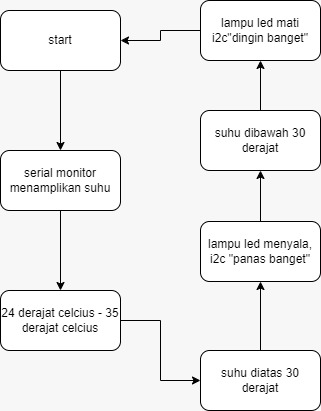 start
serial monitor
menamplikan suhu
24 derajat celcius - 35
derajat celcius
suhu diatas 30
derajat
lampu led menyala,
i2c "panas banget"
suhu dibawah 30
derajat
lampu led mati
i2c"dingin banget"